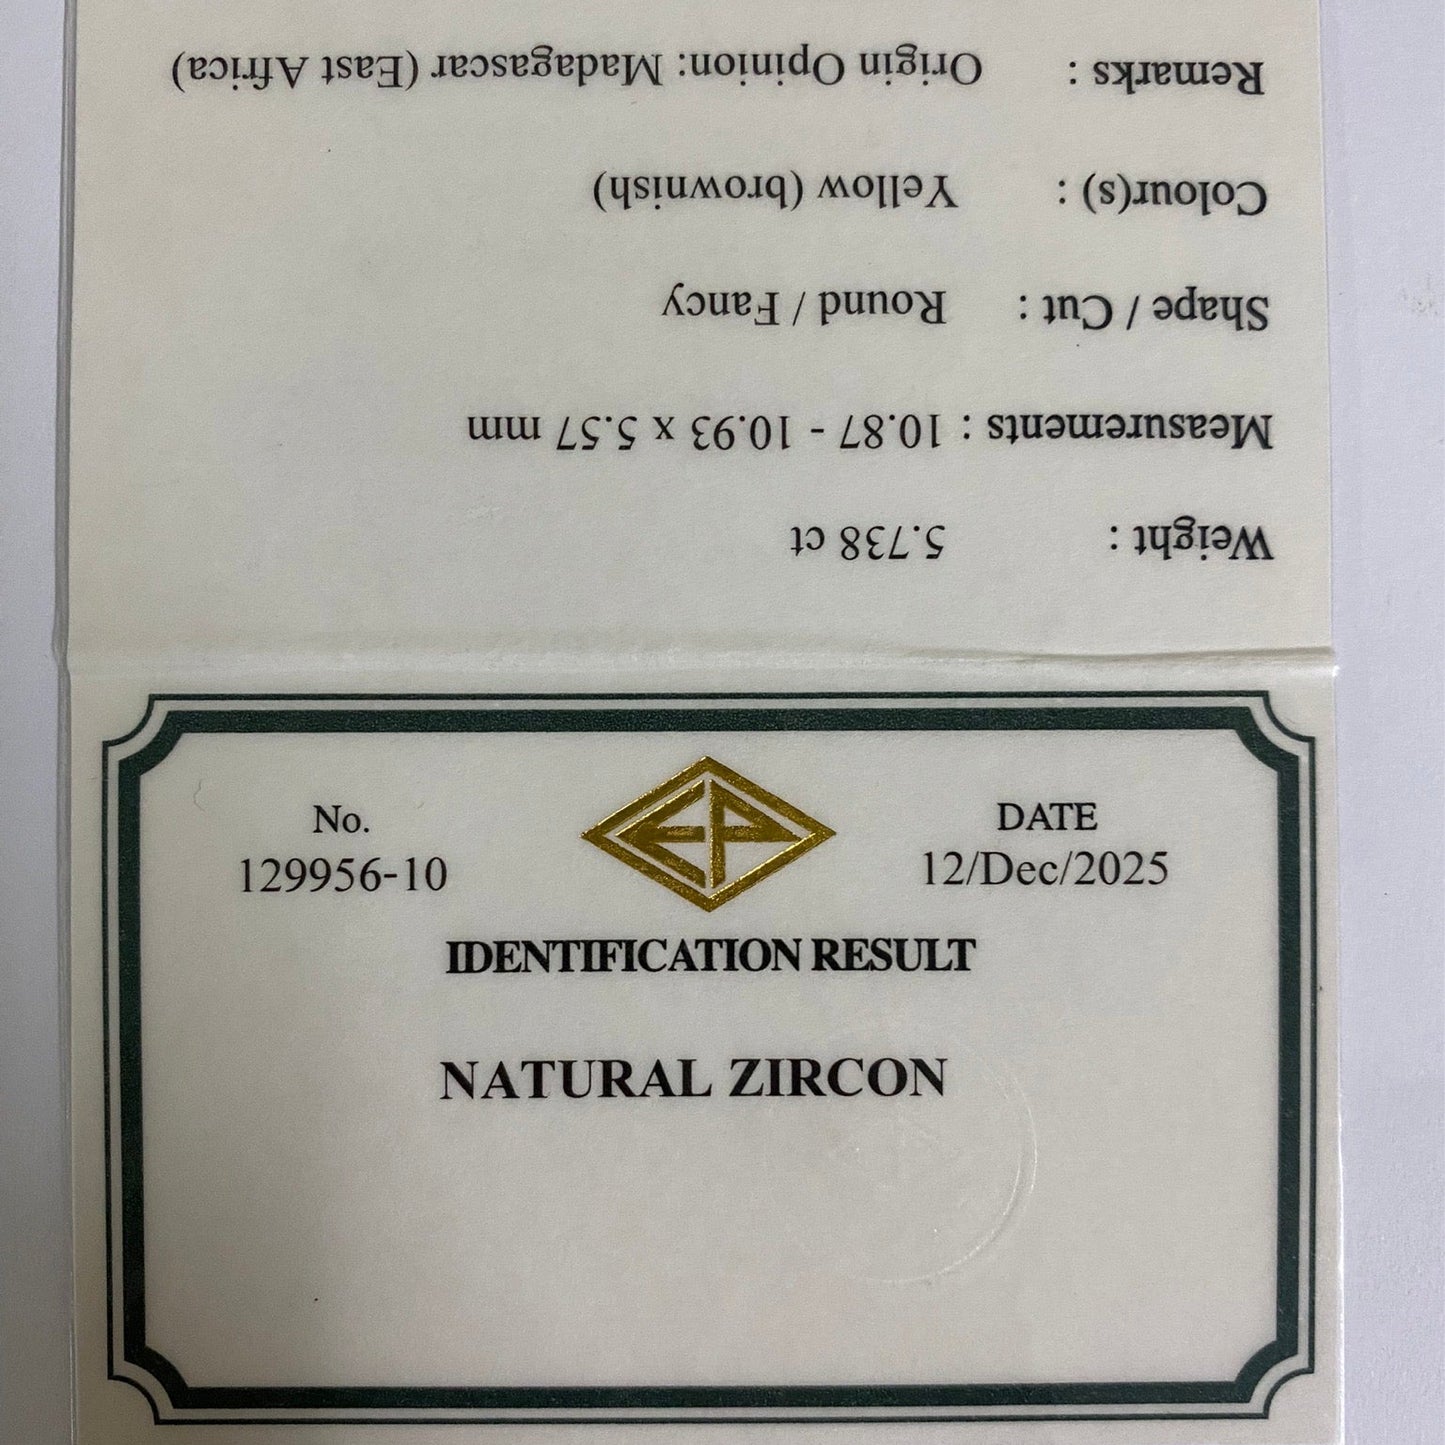 Weight : 5.738 ct
Measurements : 10.87 - 10.93 x 5.57 mm
Shape / Cut : Round / Fancy
Colour(s) : Yellow (brownish)
Remarks : Origin Opinion: Madagascar (East Africa)
No.
129956-10
EP
DATE
12/Dec/2025
IDENTIFICATION RESULT
NATURAL ZIRCON